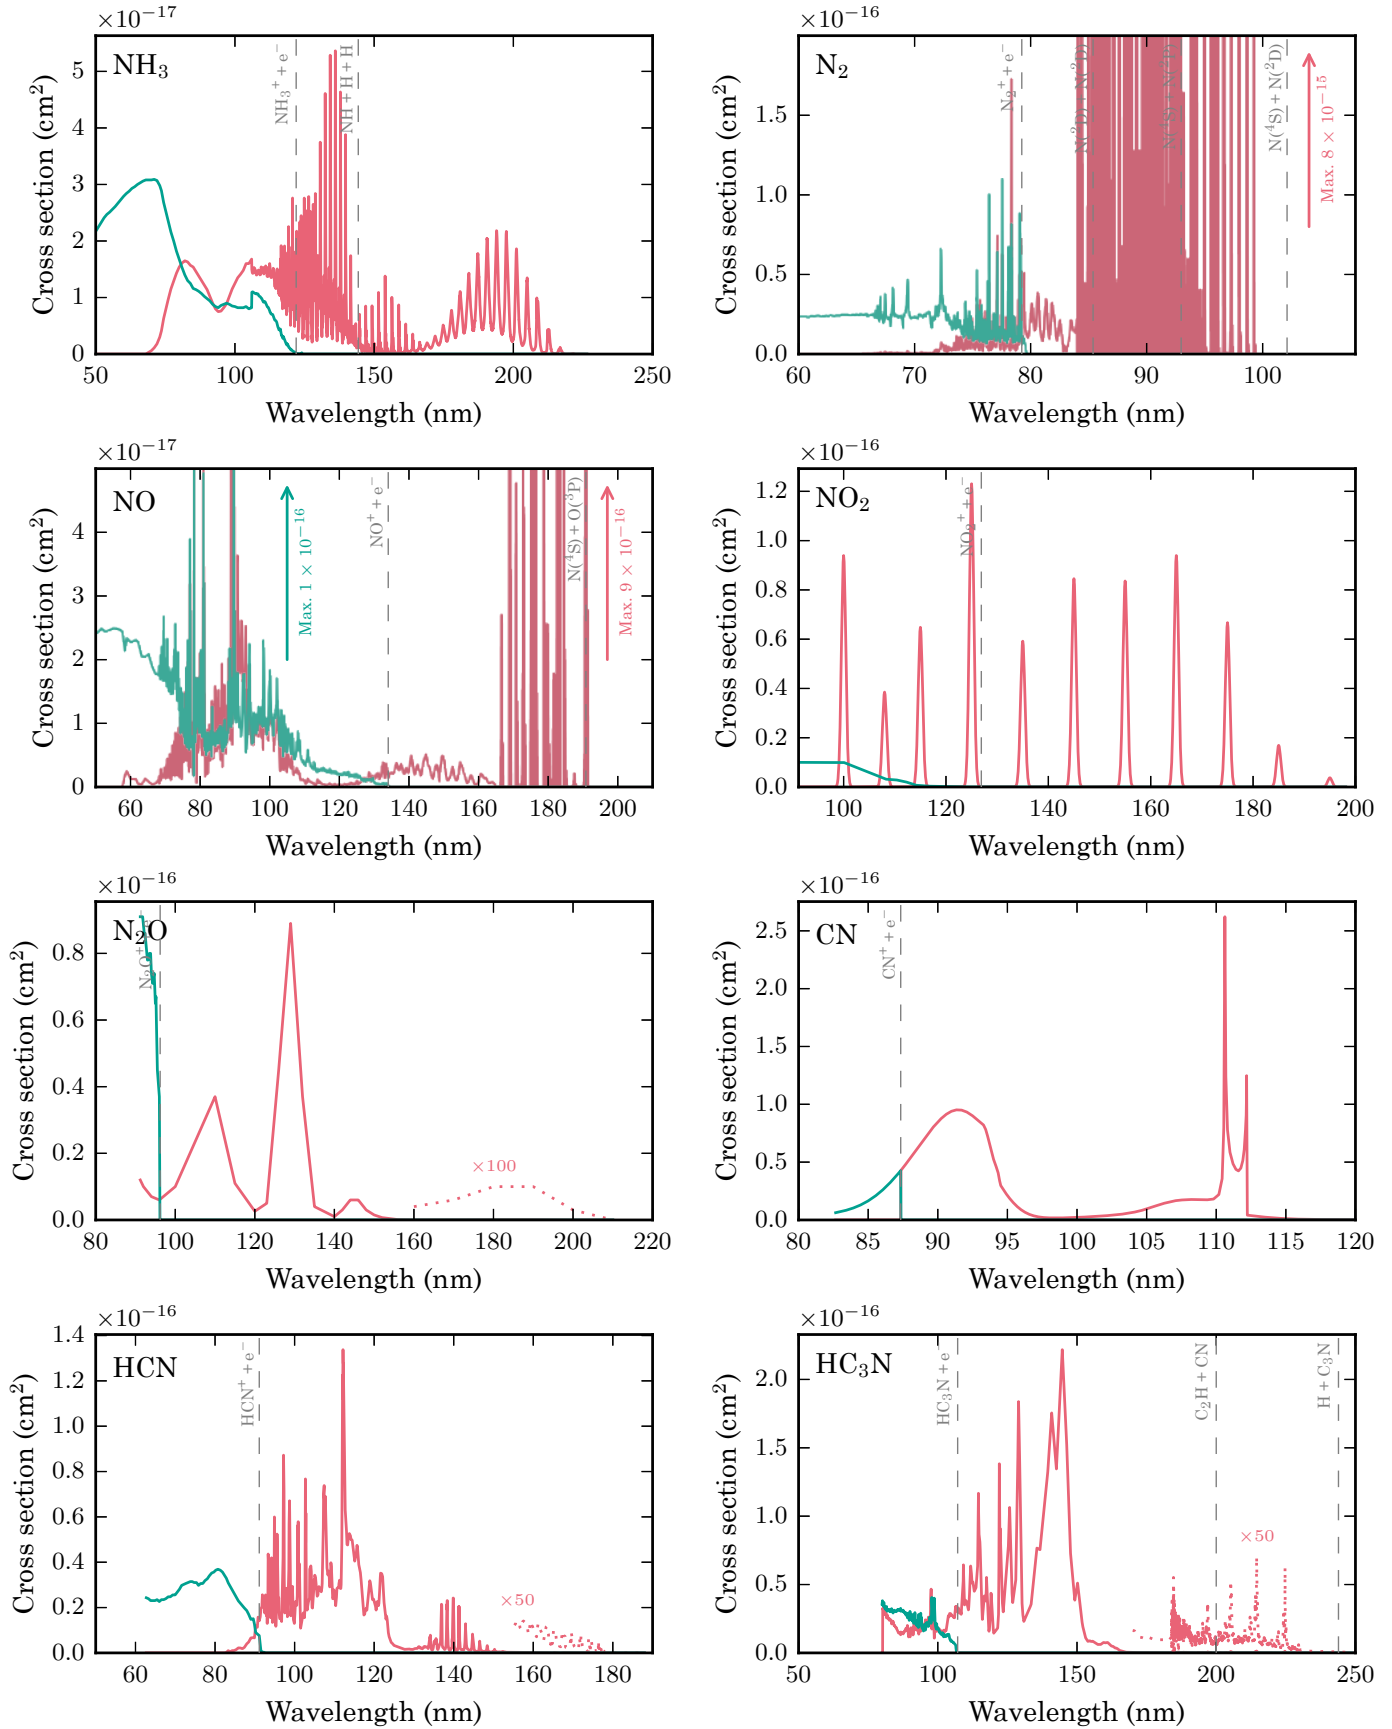 ×10⁻¹⁷
NH₃
NH₃⁺ + e⁻
NH + H + H
Cross section (cm²)
5
4
3
2
1
0
50 100 150 200 250
Wavelength (nm)
×10⁻¹⁶
N₂
N₂⁺ + e⁻
N(²D) + N(²D)
N(⁴S) + N(²P)
N(⁴S) + N(²D)
Max. 8 × 10⁻¹⁵
Cross section (cm²)
1.5
1.0
0.5
0.0
60 70 80 90 100
Wavelength (nm)
×10⁻¹⁷
NO
Max. 1 × 10⁻¹⁶
NO⁺ + e⁻
N(⁴S) + O(³P)
Max. 9 × 10⁻¹⁶
Cross section (cm²)
4
3
2
1
0
60 80 100 120 140 160 180 200
Wavelength (nm)
×10⁻¹⁶
NO₂
NO₂⁺ + e⁻
Cross section (cm²)
1.2
1.0
0.8
0.6
0.4
0.2
0.0
100 120 140 160 180 200
Wavelength (nm)
×10⁻¹⁶
N₂O
N₂O⁺
×100
Cross section (cm²)
0.8
0.6
0.4
0.2
0.0
80 100 120 140 160 180 200 220
Wavelength (nm)
×10⁻¹⁶
CN
CN⁺ + e⁻
Cross section (cm²)
2.5
2.0
1.5
1.0
0.5
0.0
80 85 90 95 100 105 110 115 120
Wavelength (nm)
×10⁻¹⁶
HCN
HCN⁺ + e⁻
×50
Cross section (cm²)
1.4
1.2
1.0
0.8
0.6
0.4
0.2
0.0
60 80 100 120 140 160 180
Wavelength (nm)
×10⁻¹⁶
HC₃N
HC₃N + e⁻
C₂H + CN
H + C₃N
×50
Cross section (cm²)
2.0
1.5
1.0
0.5
0.0
50 100 150 200 250
Wavelength (nm)